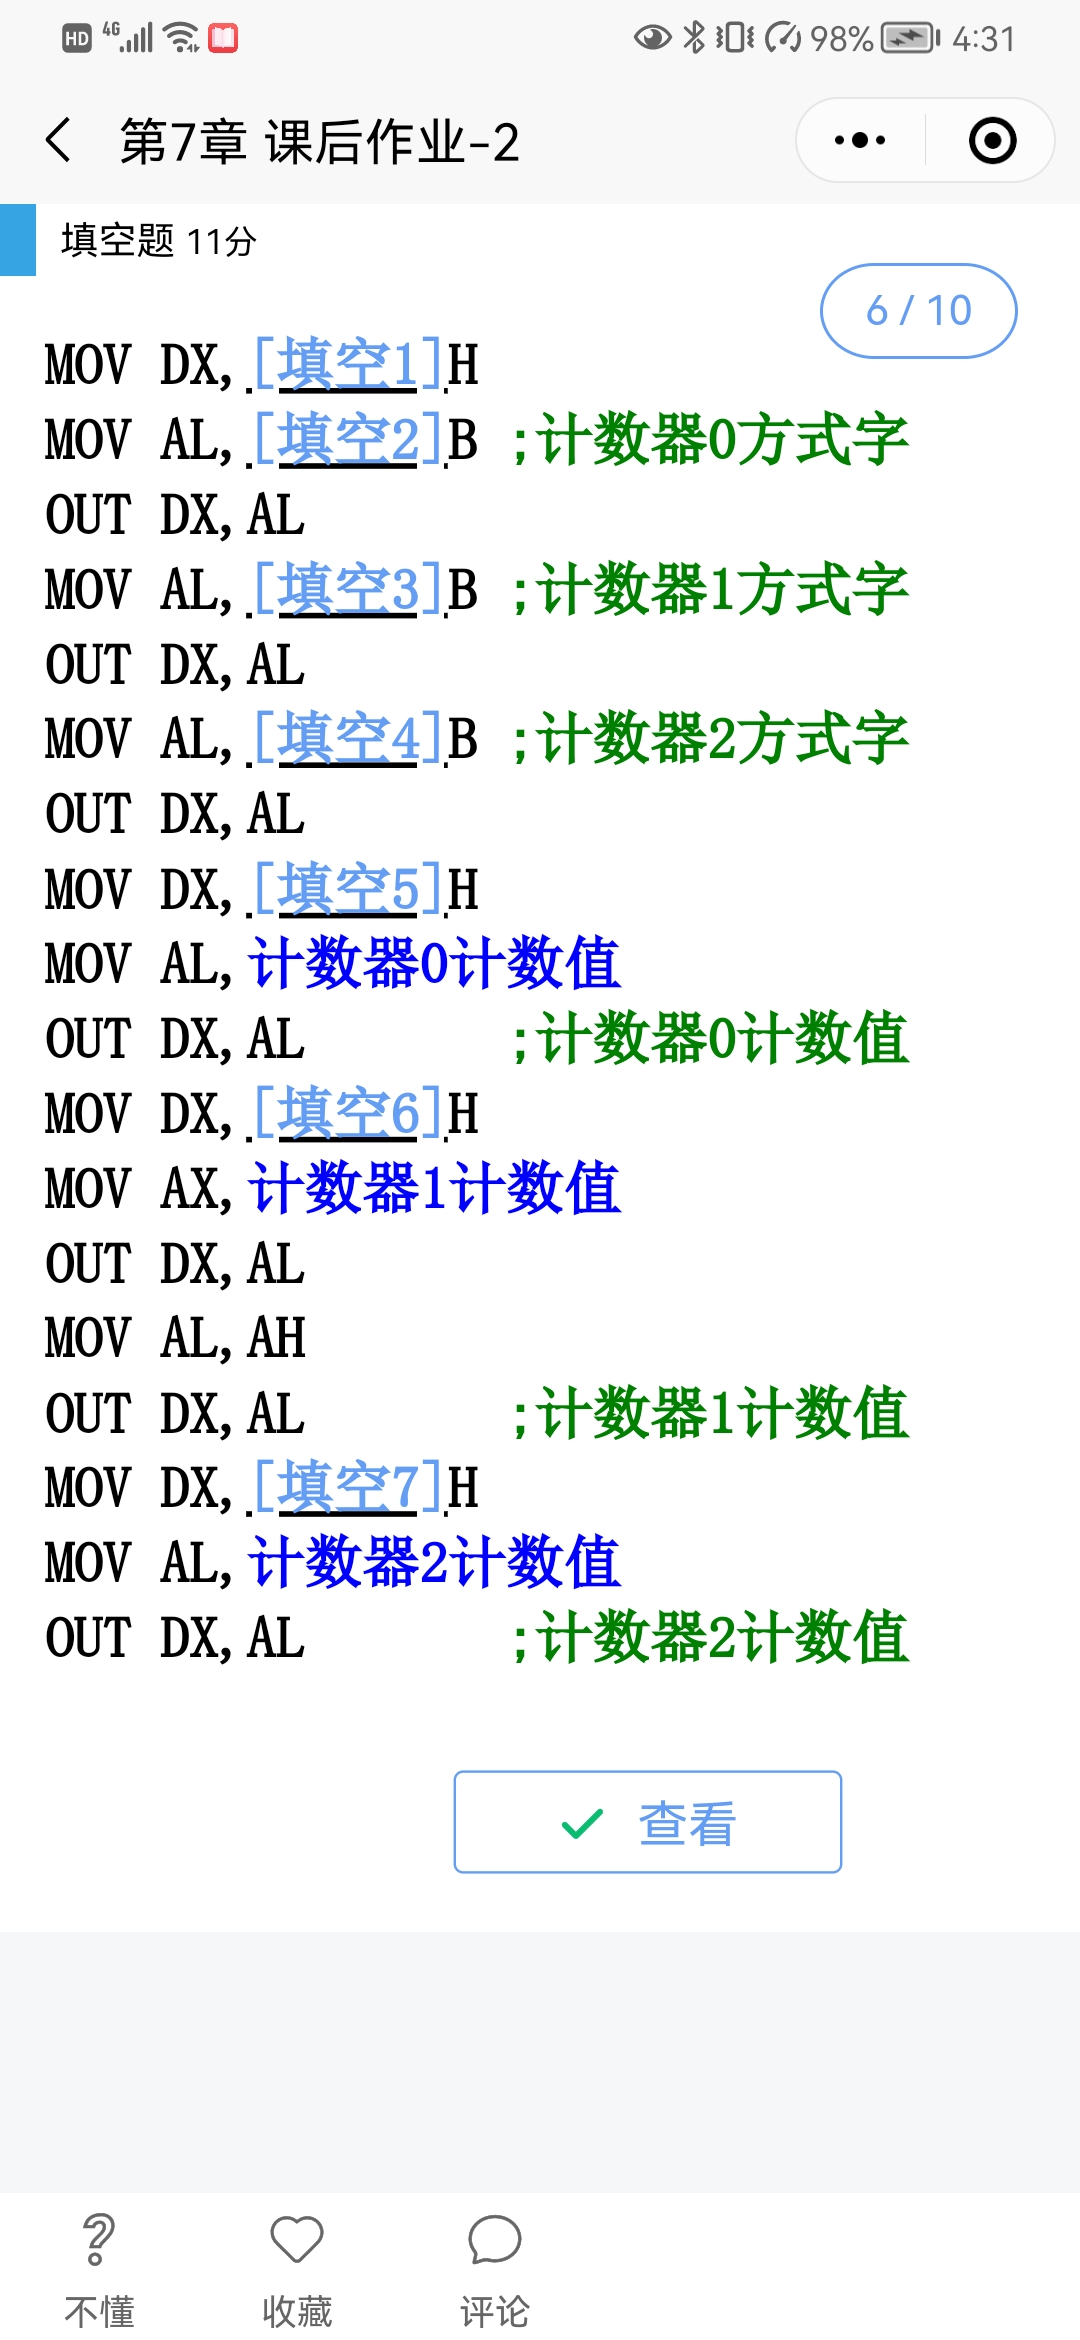 HD 4G 98% 4:31
第7章 课后作业-2
填空题 11分
6 / 10
MOV DX,[填空1]H
MOV AL,[填空2]B ;计数器0方式字
OUT DX,AL
MOV AL,[填空3]B ;计数器1方式字
OUT DX,AL
MOV AL,[填空4]B ;计数器2方式字
OUT DX,AL
MOV DX,[填空5]H
MOV AL,计数器0计数值
OUT DX,AL ;计数器0计数值
MOV DX,[填空6]H
MOV AX,计数器1计数值
OUT DX,AL
MOV AL,AH
OUT DX,AL ;计数器1计数值
MOV DX,[填空7]H
MOV AL,计数器2计数值
OUT DX,AL ;计数器2计数值
查看
不懂 收藏 评论